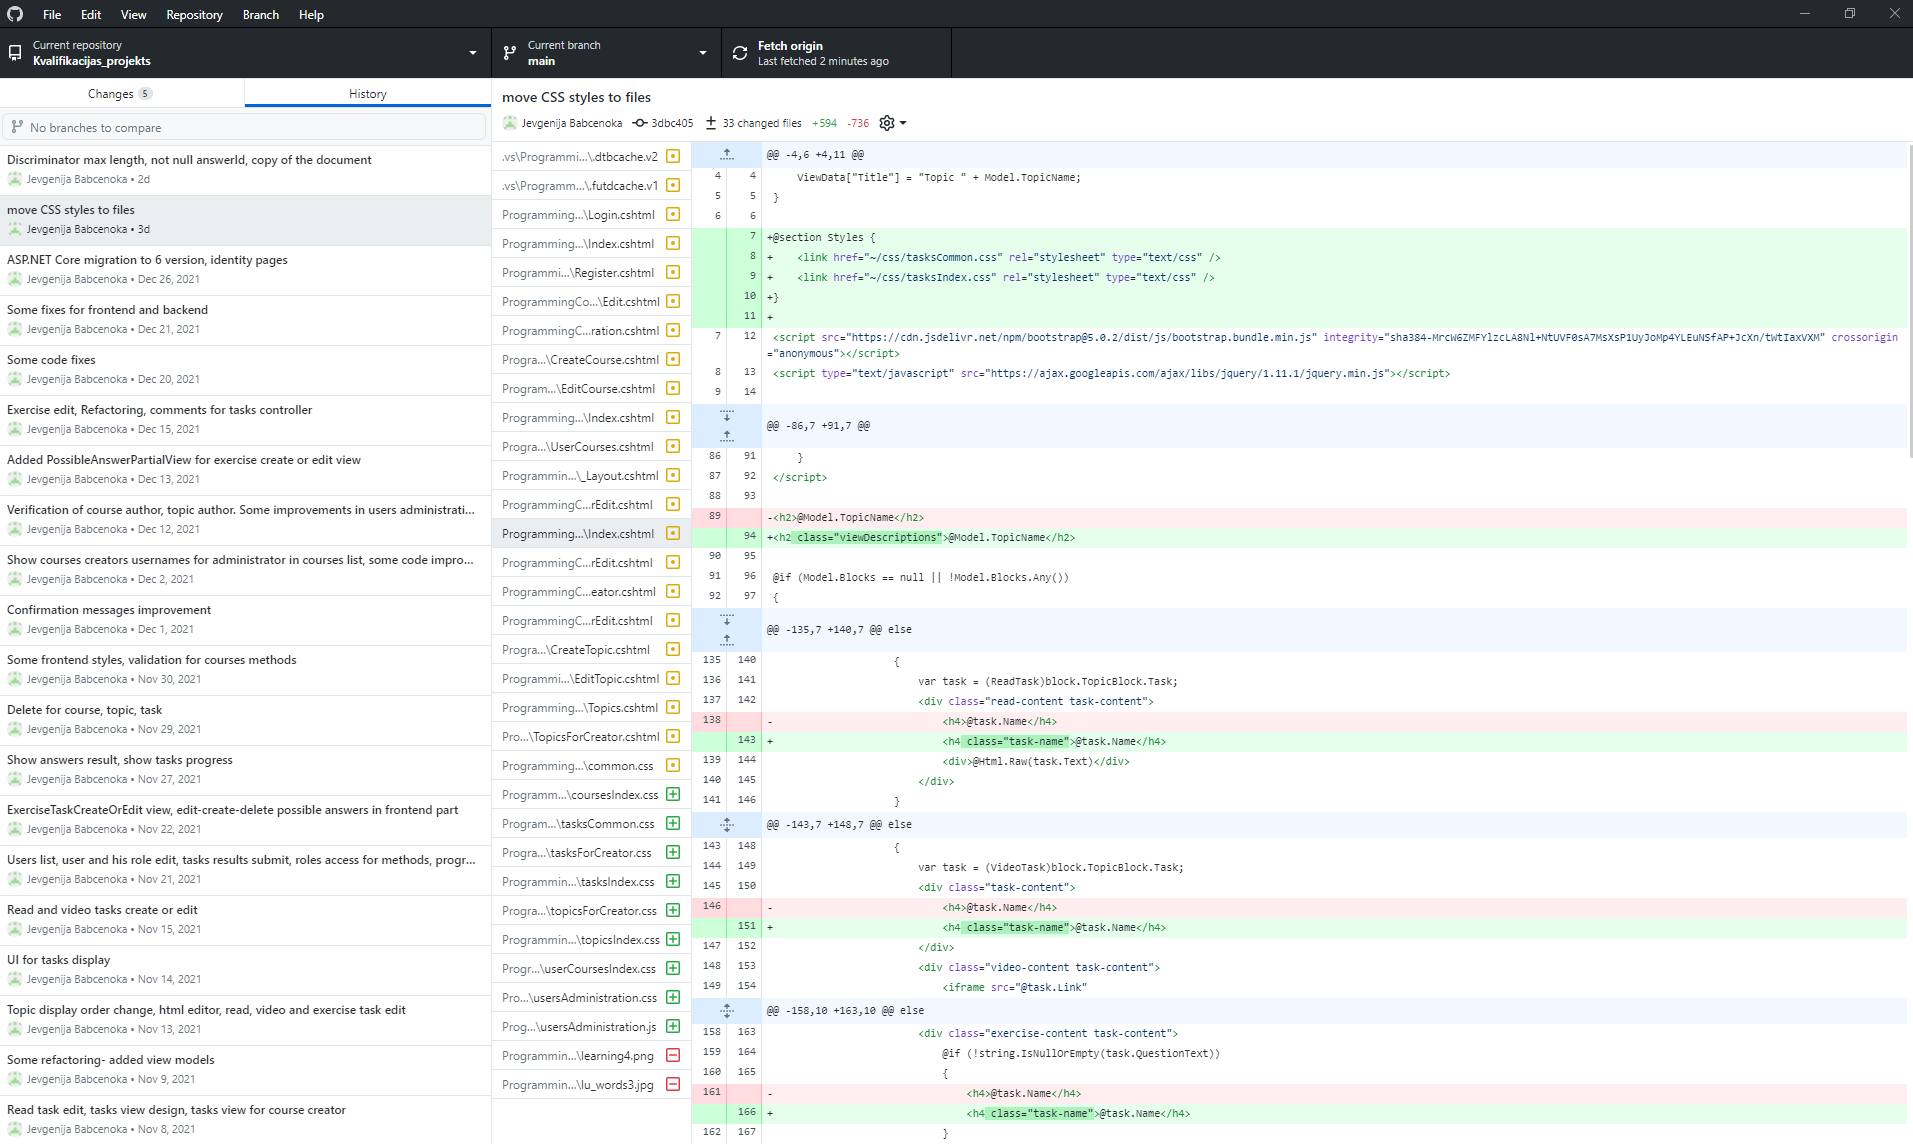 File Edit View Repository Branch Help
Current repository
Kvalifikacijas_projekts
Current branch
main
Fetch origin
Last fetched 2 minutes ago
Changes 5
History
No branches to compare
Discriminator max length, not null answerId, copy of the document
Jevgenija Babcenoka • 2d
move CSS styles to files
Jevgenija Babcenoka • 3d
ASP.NET Core migration to 6 version, identity pages
Jevgenija Babcenoka • Dec 26, 2021
Some fixes for frontend and backend
Jevgenija Babcenoka • Dec 21, 2021
Some code fixes
Jevgenija Babcenoka • Dec 20, 2021
Exercise edit, Refactoring, comments for tasks controller
Jevgenija Babcenoka • Dec 15, 2021
Added PossibleAnswerPartialView for exercise create or edit view
Jevgenija Babcenoka • Dec 13, 2021
Verification of course author, topic author. Some improvements in users administrati...
Jevgenija Babcenoka • Dec 12, 2021
Show courses creators usernames for administrator in courses list, some code impro...
Jevgenija Babcenoka • Dec 2, 2021
Confirmation messages improvement
Jevgenija Babcenoka • Dec 1, 2021
Some frontend styles, validation for courses methods
Jevgenija Babcenoka • Nov 30, 2021
Delete for course, topic, task
Jevgenija Babcenoka • Nov 29, 2021
Show answers result, show tasks progress
Jevgenija Babcenoka • Nov 27, 2021
ExerciseTaskCreateOrEdit view, edit-create-delete possible answers in frontend part
Jevgenija Babcenoka • Nov 22, 2021
Users list, user and his role edit, tasks results submit, roles access for methods, progr...
Jevgenija Babcenoka • Nov 21, 2021
Read and video tasks create or edit
Jevgenija Babcenoka • Nov 15, 2021
UI for tasks display
Jevgenija Babcenoka • Nov 14, 2021
Topic display order change, html editor, read, video and exercise task edit
Jevgenija Babcenoka • Nov 13, 2021
Some refactoring- added view models
Jevgenija Babcenoka • Nov 9, 2021
Read task edit, tasks view design, tasks view for course creator
Jevgenija Babcenoka • Nov 8, 2021
move CSS styles to files
Jevgenija Babcenoka 3dbc405 33 changed files +594 -736
.vs\Programmi...\.dtbcache.v2
.vs\Programm...\.futdcache.v1
Programming...\Login.cshtml
Programming...\Index.cshtml
Programmi...\Register.cshtml
ProgrammingCo...\Edit.cshtml
ProgrammingC...ration.cshtml
Progra...\CreateCourse.cshtml
Program...\EditCourse.cshtml
Programming...\Index.cshtml
Progra...\UserCourses.cshtml
Programmin...\_Layout.cshtml
ProgrammingC...rEdit.cshtml
Programming...\Index.cshtml
ProgrammingC...rEdit.cshtml
ProgrammingC...eator.cshtml
ProgrammingC...rEdit.cshtml
Progra...\CreateTopic.cshtml
Programmi...\EditTopic.cshtml
Programming...\Topics.cshtml
Pro...\TopicsForCreator.cshtml
Programming...\common.css
Programm...\coursesIndex.css
Program...\tasksCommon.css
Prog...\tasksForCreator.css
Programmin...\tasksIndex.css
Progra...\topicsForCreator.css
Programmin...\topicsIndex.css
Progr...\userCoursesIndex.css
Pro...\usersAdministration.css
Prog...\usersAdministration.js
Programmin...\learning4.png
Programmin...\lu_words3.jpg
@@ -4,6 +4,11 @@
4 4 ViewData["Title"] = "Topic " + Model.TopicName;
5 5 }
6 6
7 +@section Styles {
8 + <link href="~/css/tasksCommon.css" rel="stylesheet" type="text/css" />
9 + <link href="~/css/tasksIndex.css" rel="stylesheet" type="text/css" />
10 +}
11 +
7 12 <script src="https://cdn.jsdelivr.net/npm/bootstrap@5.0.2/dist/js/bootstrap.bundle.min.js" integrity="sha384-MrcW6ZMFYlzcLA8Nl+NtUVF0sA7MsXsP1UyJoMp4YLEuNSfAP+JcXn/tWtIaxVXM" crossorigin
="anonymous"></script>
8 13 <script type="text/javascript" src="https://ajax.googleapis.com/ajax/libs/jquery/1.11.1/jquery.min.js"></script>
9 14
@@ -86,7 +91,7 @@
86 91 }
87 92 </script>
88 93
89 -<h2>@Model.TopicName</h2>
94 +<h2 class="viewDescriptions">@Model.TopicName</h2>
90 95
91 96 @if (Model.Blocks == null || !Model.Blocks.Any())
92 97 {
@@ -135,7 +140,7 @@ else
135 140 {
136 141 var task = (ReadTask)block.TopicBlock.Task;
137 142 <div class="read-content task-content">
138 - <h4>@task.Name</h4>
143 + <h4 class="task-name">@task.Name</h4>
139 144 <div>@Html.Raw(task.Text)</div>
140 145 </div>
141 146 }
@@ -143,7 +148,7 @@ else
143 148 {
144 149 var task = (VideoTask)block.TopicBlock.Task;
145 150 <div class="task-content">
146 - <h4>@task.Name</h4>
151 + <h4 class="task-name">@task.Name</h4>
147 152 </div>
148 153 <div class="video-content task-content">
149 154 <iframe src="@task.Link"
@@ -158,10 +163,10 @@ else
158 163 <div class="exercise-content task-content">
159 164 @if (!string.IsNullOrEmpty(task.QuestionText))
160 165 {
161 - <h4>@task.Name</h4>
166 + <h4 class="task-name">@task.Name</h4>
162 167 }